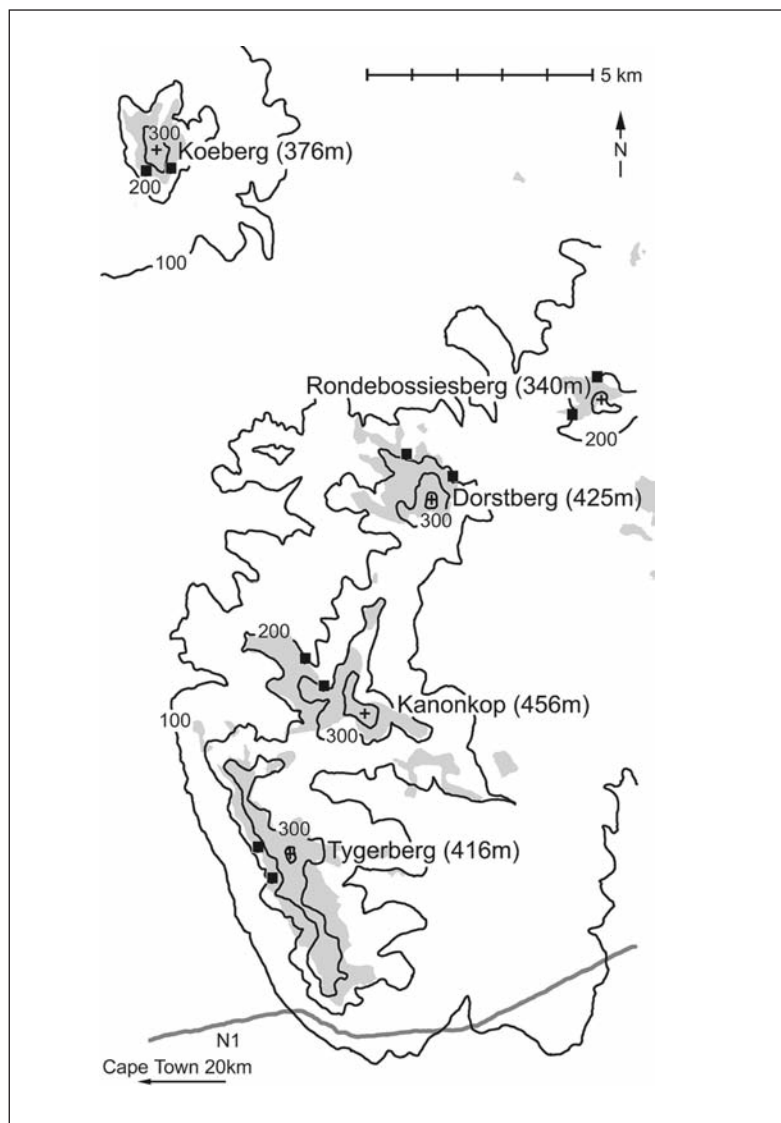 5 km
N
300
Koeberg (376m)
200
100
Rondebossiesberg (340m)
200
Dorstberg (425m)
300
200
Kanonkop (456m)
100
300
300
Tygerberg (416m)
N1
Cape Town 20km